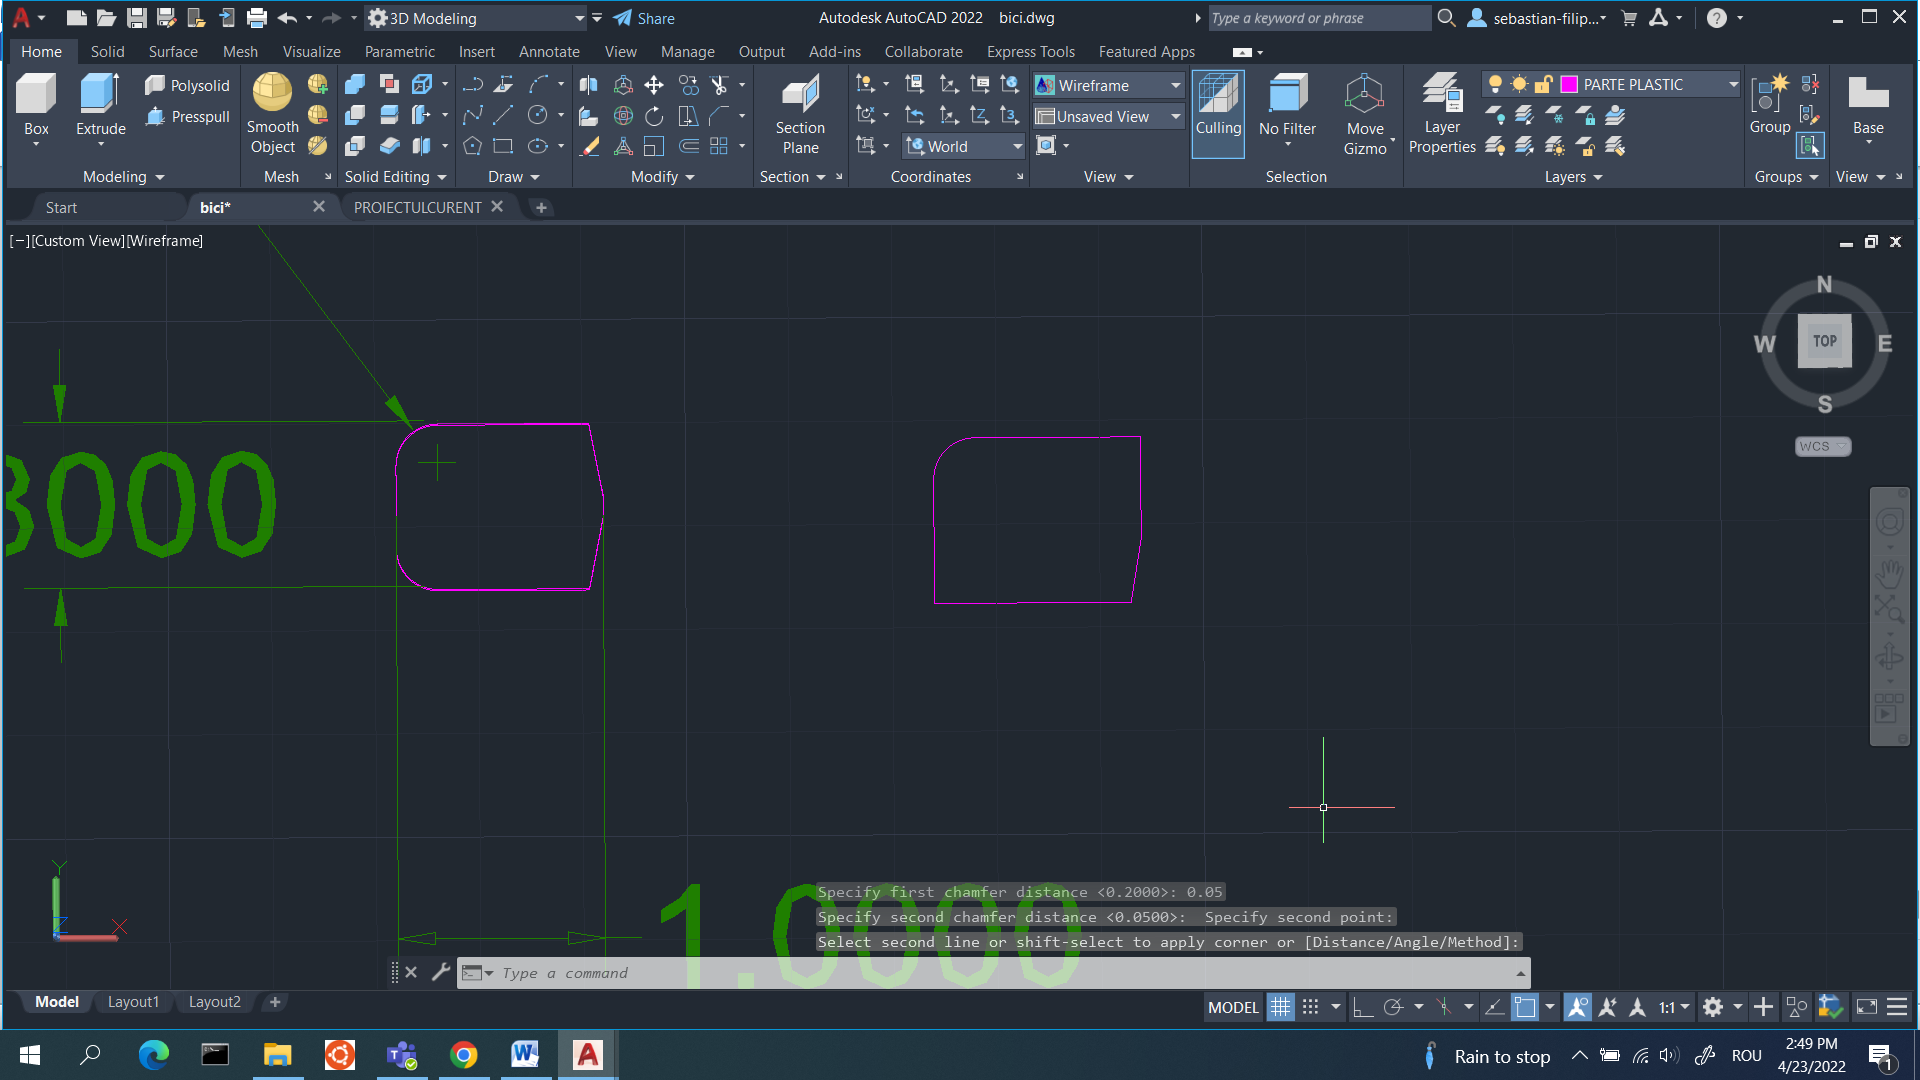 3D Modeling
Share
Autodesk AutoCAD 2022 bici.dwg
Type a keyword or phrase
sebastian-filip...
Home Solid Surface Mesh Visualize Parametric Insert Annotate View Manage Output Add-ins Collaborate Express Tools Featured Apps
Box
Extrude
Polysolid
Presspull
Smooth
Object
Section
Plane
World
Wireframe
Unsaved View
Culling
No Filter
Move
Gizmo
Layer
Properties
PARTE PLASTIC
Group
Base
Modeling
Mesh
Solid Editing
Draw
Modify
Section
Coordinates
View
Selection
Layers
Groups
View
Start
bici*
PROIECTULCURENT
[−][Custom View][Wireframe]
N
W
TOP
E
S
WCS
3000
1.0000
Y
Z
X
Specify first chamfer distance <0.2000>: 0.05
Specify second chamfer distance <0.0500>: Specify second point:
Select second line or shift-select to apply corner or [Distance/Angle/Method]:
Type a command
Model
Layout1
Layout2
MODEL
1:1
Rain to stop
ROU
2:49 PM
4/23/2022
1